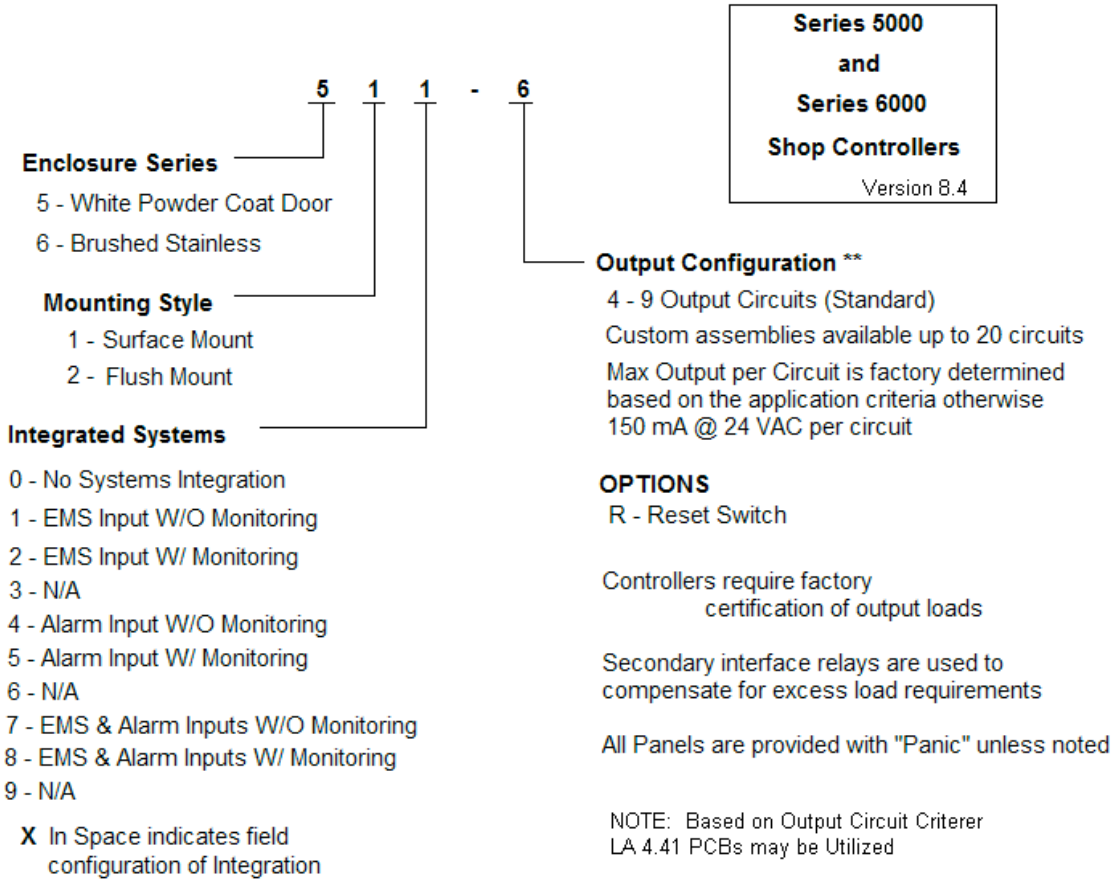 Series 5000
and
Series 6000
Shop Controllers
Version 8.4
5 1 1 - 6
Enclosure Series
5 - White Powder Coat Door
6 - Brushed Stainless
Mounting Style
1 - Surface Mount
2 - Flush Mount
Integrated Systems
0 - No Systems Integration
1 - EMS Input W/O Monitoring
2 - EMS Input W/ Monitoring
3 - N/A
4 - Alarm Input W/O Monitoring
5 - Alarm Input W/ Monitoring
6 - N/A
7 - EMS & Alarm Inputs W/O Monitoring
8 - EMS & Alarm Inputs W/ Monitoring
9 - N/A
X In Space indicates field
configuration of Integration
Output Configuration **
4 - 9 Output Circuits (Standard)
Custom assemblies available up to 20 circuits
Max Output per Circuit is factory determined
based on the application criteria otherwise
150 mA @ 24 VAC per circuit
OPTIONS
R - Reset Switch
Controllers require factory
certification of output loads
Secondary interface relays are used to
compensate for excess load requirements
All Panels are provided with "Panic" unless noted
NOTE: Based on Output Circuit Criterer
LA 4.41 PCBs may be Utilized